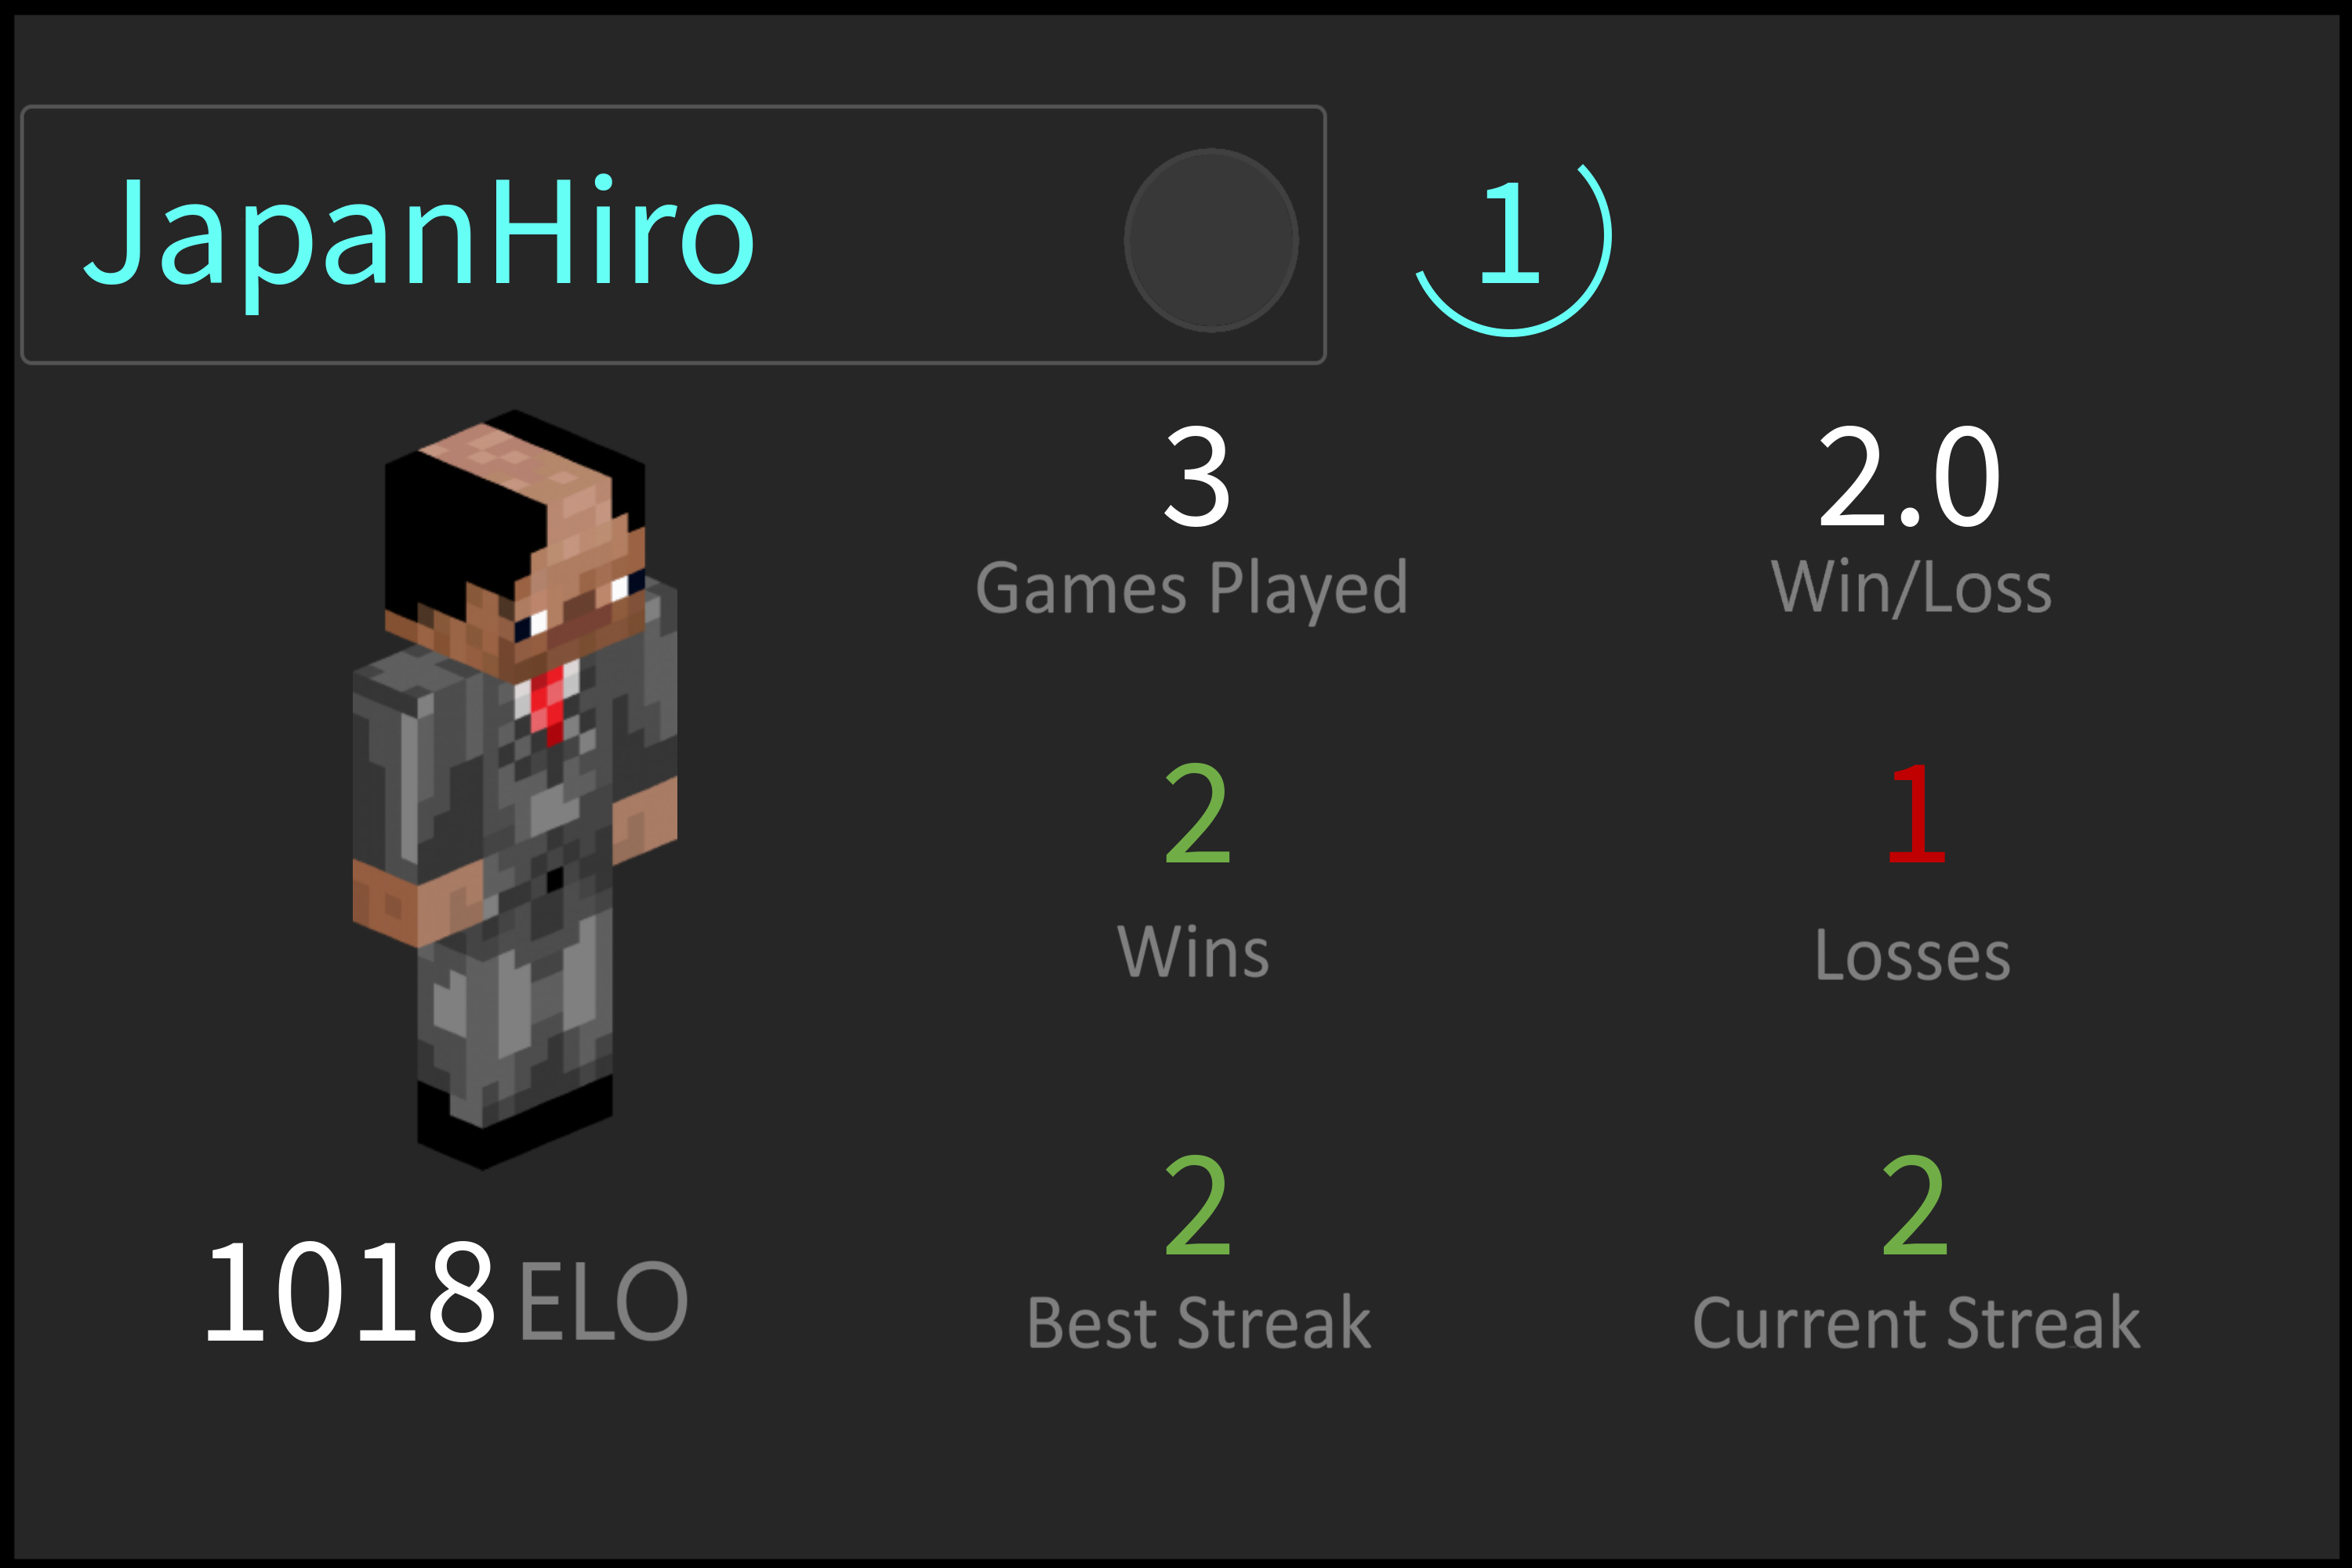 JapanHiro
1
3
Games Played
2.0
Win/Loss
2
Wins
1
Losses
1018 ELO
2
Best Streak
2
Current Streak